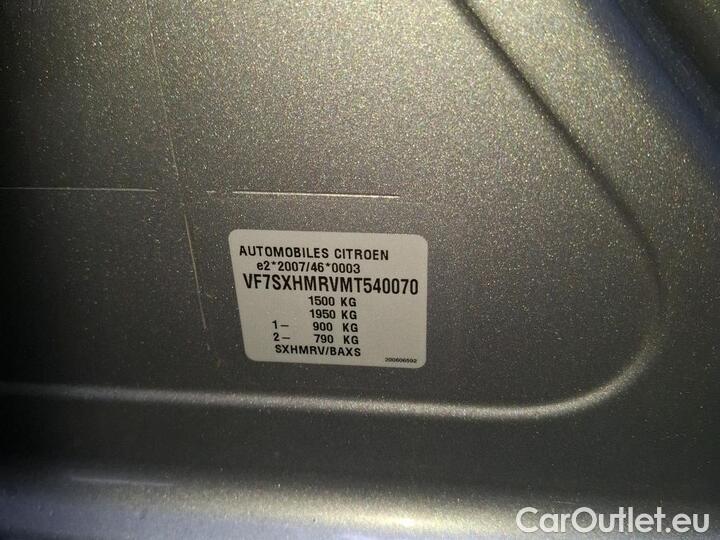 AUTOMOBILES CITROEN
e2*2007/46*0003
VF7SXHMRVMT540070
1500 KG
1950 KG
1– 900 KG
2– 790 KG
SXHMRV/BAXS
200606592
CarOutlet.eu